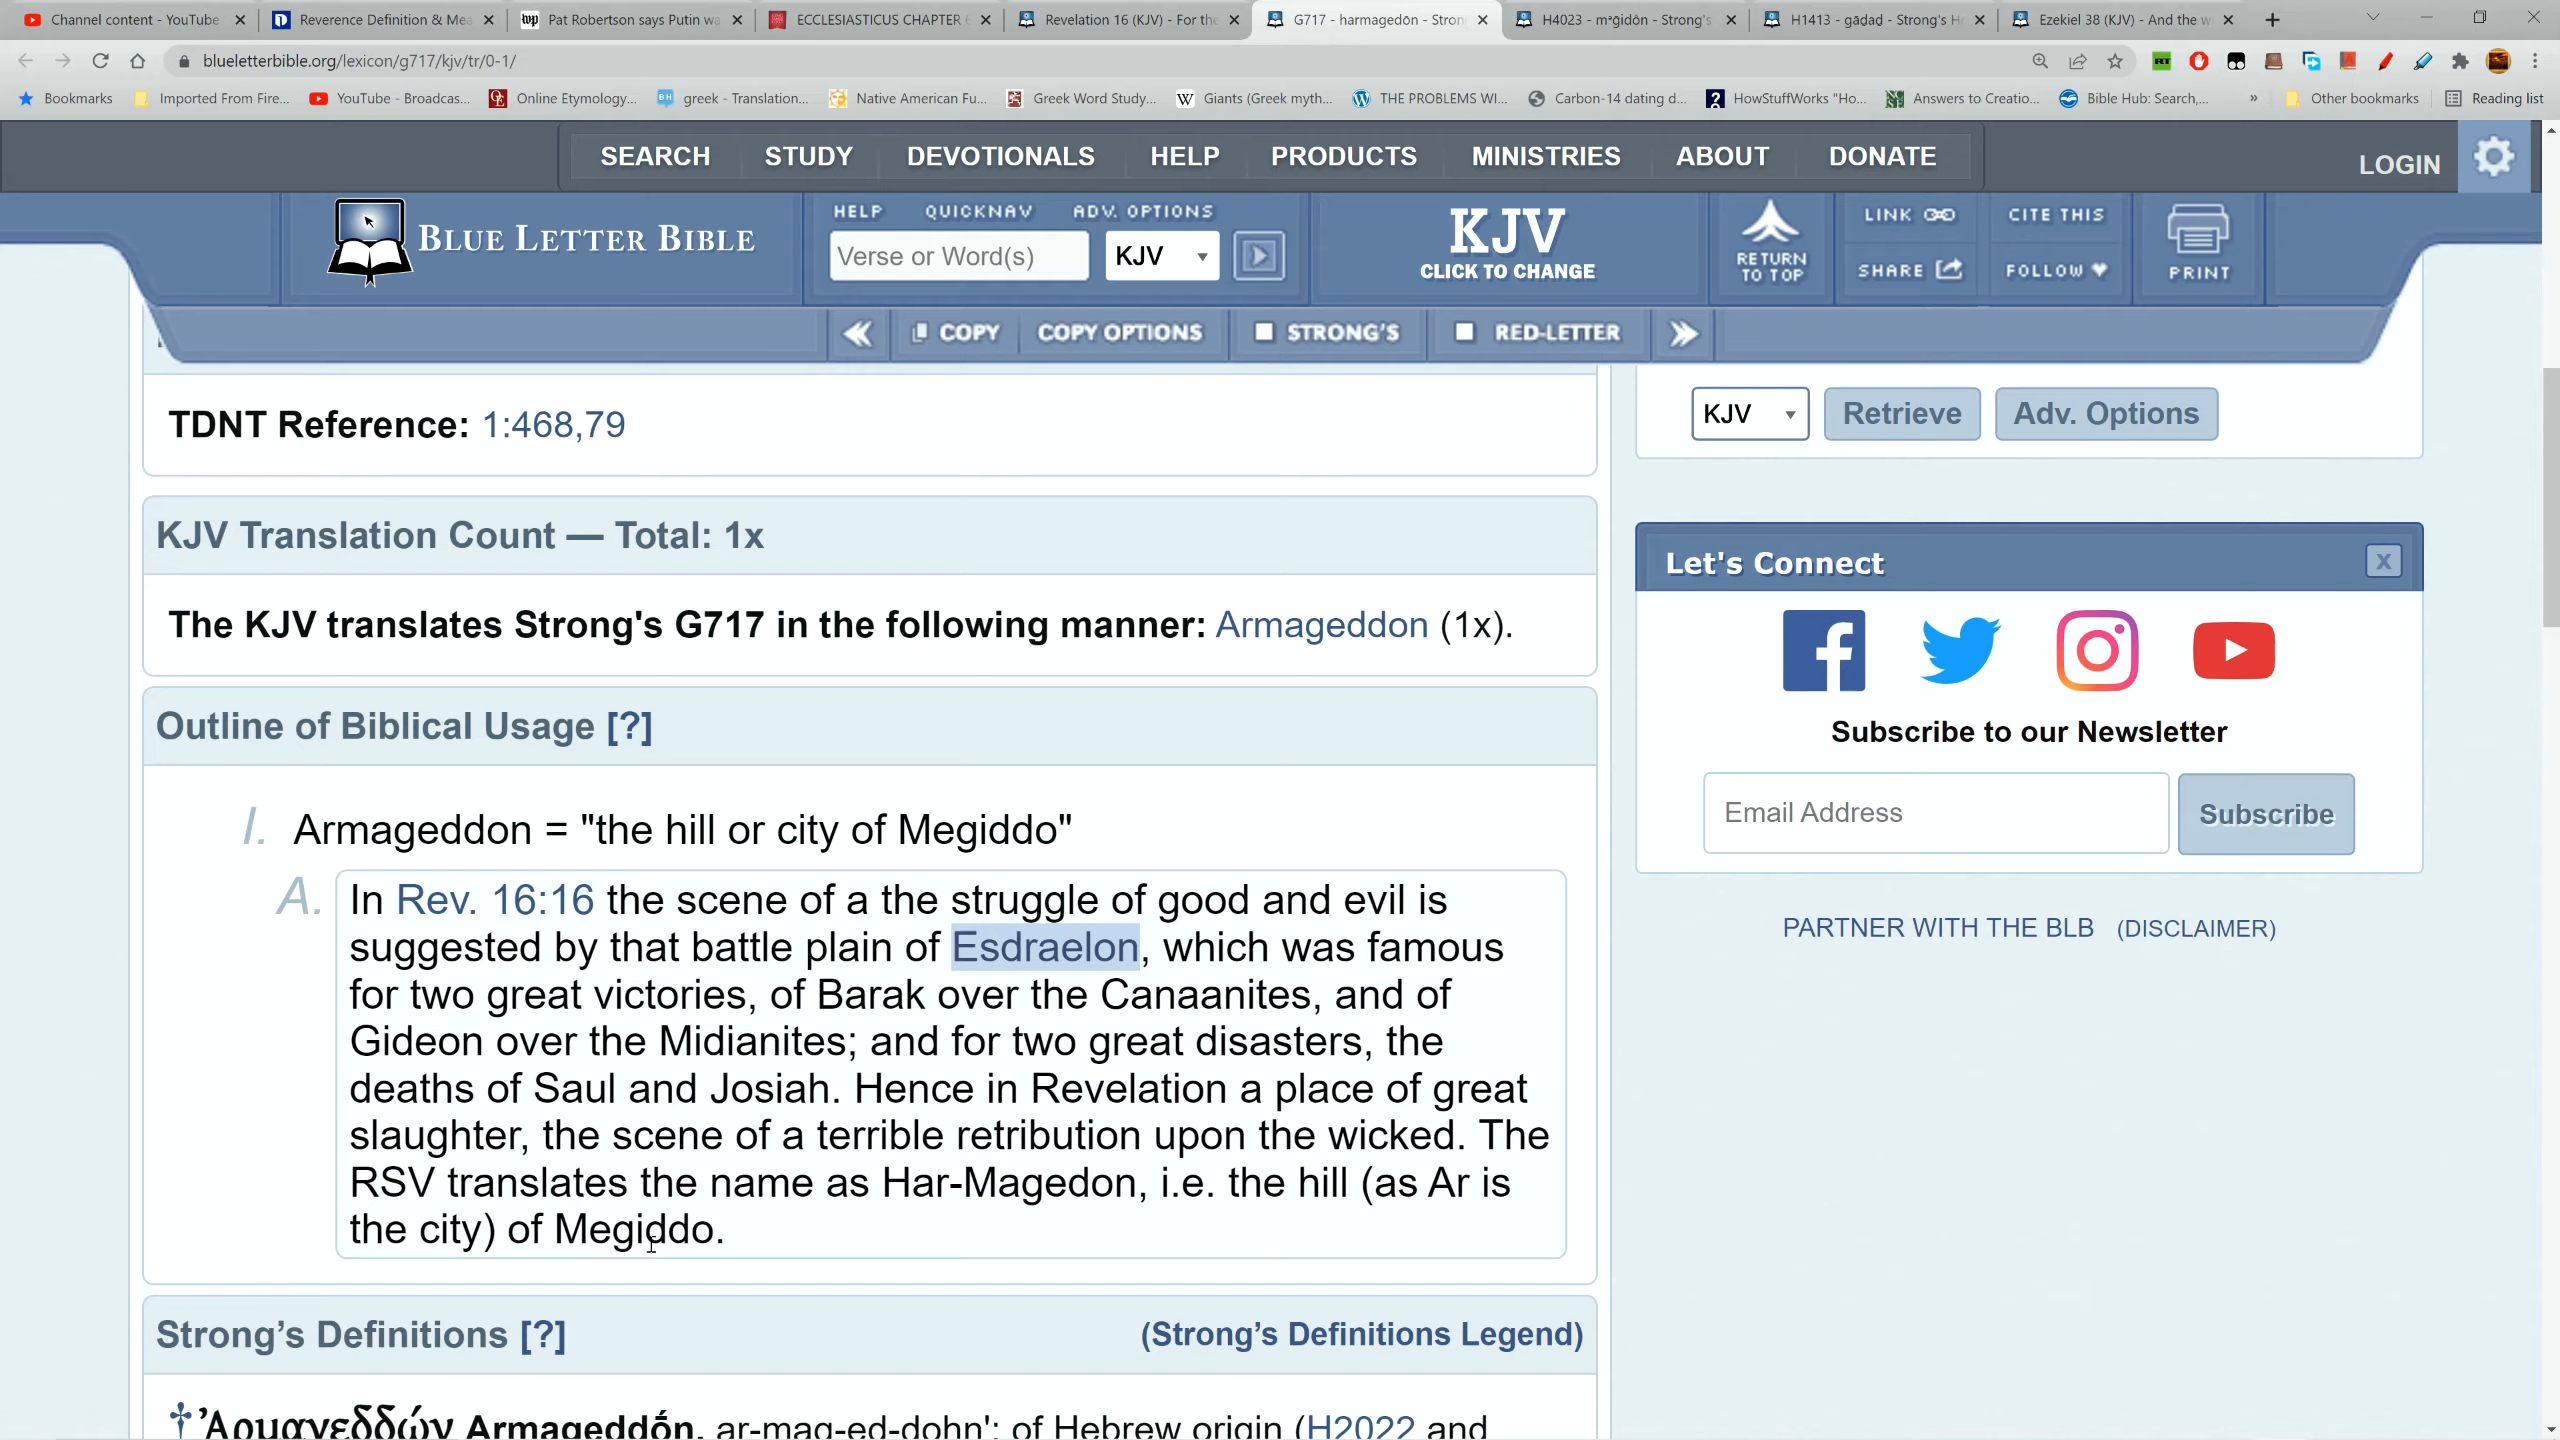 Channel content - YouTube
Reverence Definition & Mea
Pat Robertson says Putin wa
ECCLESIASTICUS CHAPTER
Revelation 16 (KJV) - For the
G717 - harmagedōn - Stron
H4023 - mᵊḡidôn - Strong's
H1413 - gāḏaḏ - Strong's H
Ezekiel 38 (KJV) - And the w
blueletterbible.org/lexicon/g717/kjv/tr/0-1/
Bookmarks
Imported From Fire...
YouTube - Broadcas...
Online Etymology...
greek - Translation...
Native American Fu...
Greek Word Study...
Giants (Greek myth...
THE PROBLEMS WI...
Carbon-14 dating d...
HowStuffWorks "Ho...
Answers to Creatio...
Bible Hub: Search,...
»
Other bookmarks
Reading list
SEARCH STUDY DEVOTIONALS HELP PRODUCTS MINISTRIES ABOUT DONATE
LOGIN
BLUE LETTER BIBLE
HELP QUICKNAV ADV. OPTIONS
Verse or Word(s)
KJV
KJV
CLICK TO CHANGE
RETURN
TO TOP
LINK
CITE THIS
SHARE
FOLLOW
PRINT
COPY COPY OPTIONS STRONG'S RED-LETTER
TDNT Reference: 1:468,79
KJV Retrieve Adv. Options
KJV Translation Count — Total: 1x
The KJV translates Strong's G717 in the following manner: Armageddon (1x).
Outline of Biblical Usage [?]
I. Armageddon = "the hill or city of Megiddo"
A. In Rev. 16:16 the scene of a the struggle of good and evil is
suggested by that battle plain of Esdraelon, which was famous
for two great victories, of Barak over the Canaanites, and of
Gideon over the Midianites; and for two great disasters, the
deaths of Saul and Josiah. Hence in Revelation a place of great
slaughter, the scene of a terrible retribution upon the wicked. The
RSV translates the name as Har-Magedon, i.e. the hill (as Ar is
the city) of Megiddo.
Strong's Definitions [?]
(Strong's Definitions Legend)
†Ἀρμαγεδδών Armageddṓn, ar-mag-ed-dohn'; of Hebrew origin (H2022 and
Let's Connect
X
Subscribe to our Newsletter
Email Address
Subscribe
PARTNER WITH THE BLB (DISCLAIMER)